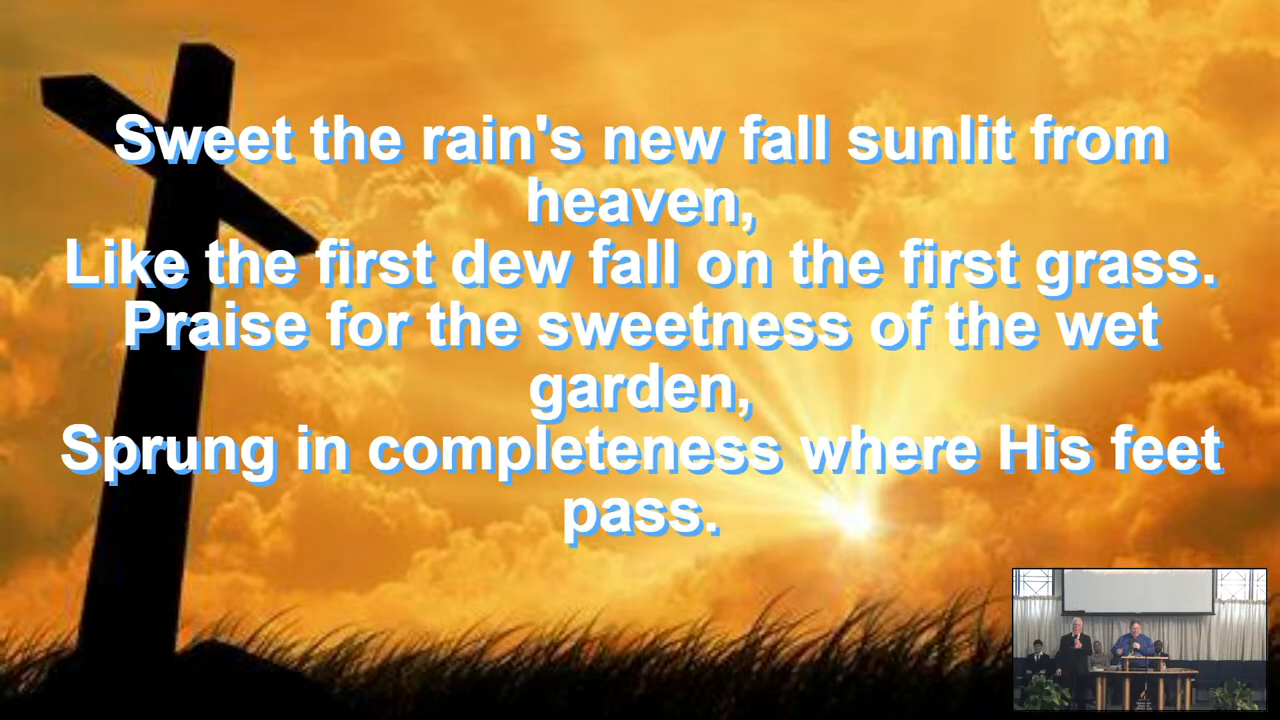 Sweet the rain's new fall sunlit from
heaven,
Like the first dew fall on the first grass.
Praise for the sweetness of the wet
garden,
Sprung in completeness where His feet
pass.